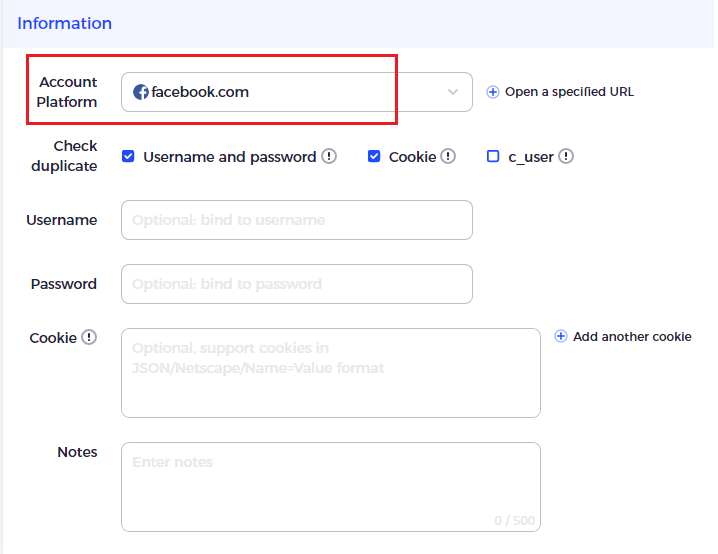 Information
Account
Platform
facebook.com
Open a specified URL
Check
duplicate
Username and password
Cookie
c_user
Username
Optional: bind to username
Password
Optional: bind to password
Cookie
Optional, support cookies in
JSON/Netscape/Name=Value format
Add another cookie
Notes
Enter notes
0 / 500